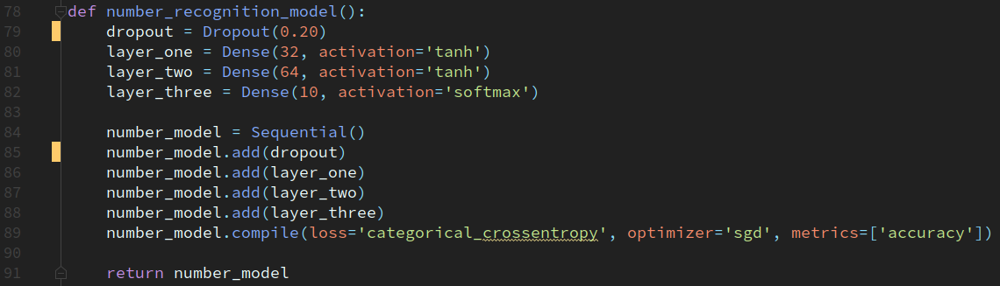 78 def number_recognition_model():
79     dropout = Dropout(0.20)
80     layer_one = Dense(32, activation='tanh')
81     layer_two = Dense(64, activation='tanh')
82     layer_three = Dense(10, activation='softmax')
83
84     number_model = Sequential()
85     number_model.add(dropout)
86     number_model.add(layer_one)
87     number_model.add(layer_two)
88     number_model.add(layer_three)
89     number_model.compile(loss='categorical_crossentropy', optimizer='sgd', metrics=['accuracy'])
90
91     return number_model